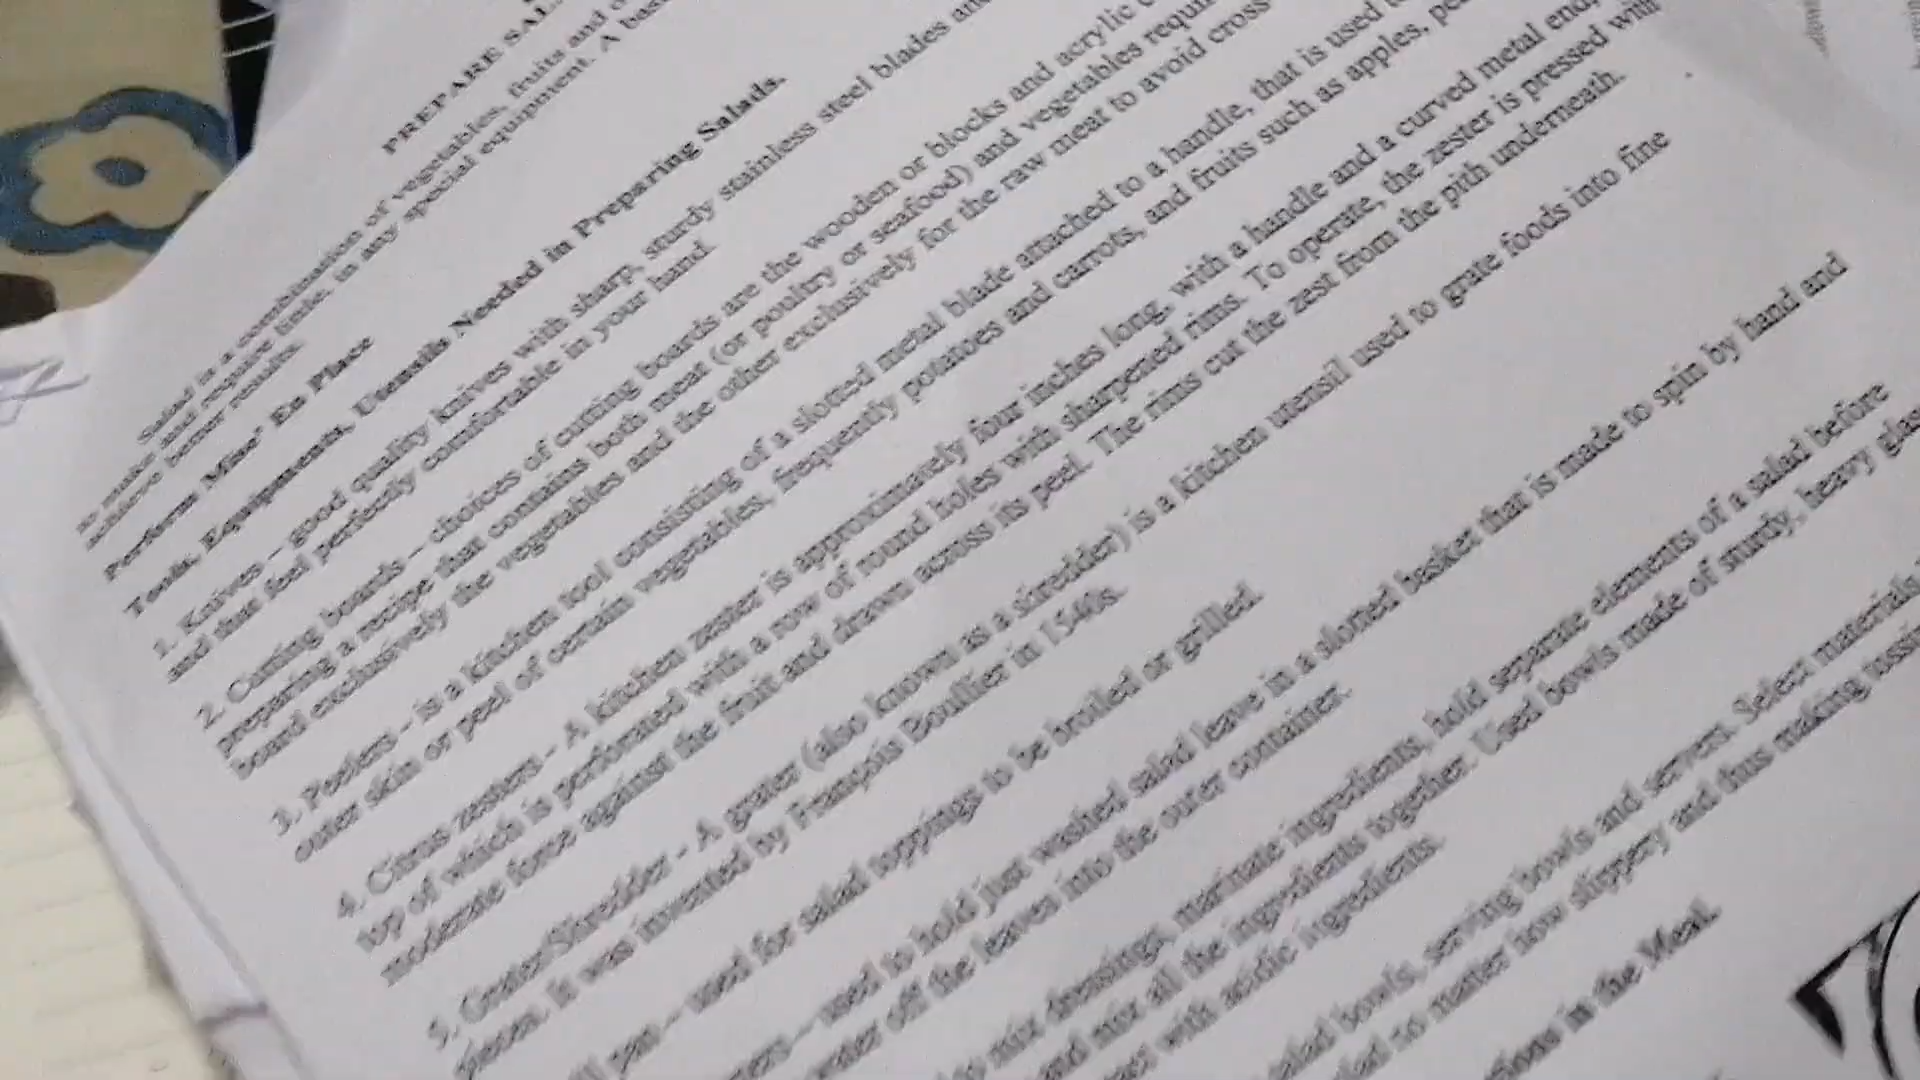 PREPARE SAL
Salad is a combination of vegetables, fruits and
and require little, in any special equipment. A
achieve better results.
Perform Mise' En Place
Tools, Equipments, Utensils Needed in Preparing Salads.
1. Knives - good quality knives with sharp, sturdy stainless steel blades and
and that feel perfectly comfortable in your hand.
2. Cutting boards – choices of cutting boards are the wooden or blocks and acrylic
preparing a recipe that contains both meat (or poultry or seafood) and vegetables
board exclusively the vegetables and the other exclusively for the raw meat to avoid cross
3. Peelers - is a kitchen tool consisting of a slotted metal blade attached to a handle, that is used
outer skin or peel of certain vegetables, frequently potatoes and carrots, and fruits such as apples,
4. Citrus zesters - A kitchen zester is approximately four inches long, with a handle and a curved metal end,
top of which is perforated with a row of round holes with sharpened rims. To operate, the zester is pressed with
moderate force against the fruit and drawn across its peel. The rims cut the zest from the pith underneath.
5. Grater/Shredder - A grater (also known as a shredder) is a kitchen utensil used to grate foods into fine
pieces. It was invented by François Boullier in 1540s.
pan – used for salad toppings to be broiled or grilled.
– used to hold just washed salad leave in a slotted basket that is made to spin by hand and
water off the leaves into the outer container.
to mix dressings, marinate ingredients, hold separate elements of a salad before
and mix all the ingredients together. Used bowls made of sturdy, heavy
with acidic ingredients.
salad bowls, serving bowls and servers. Select materials
no matter how slippery and thus making
in the Meal.